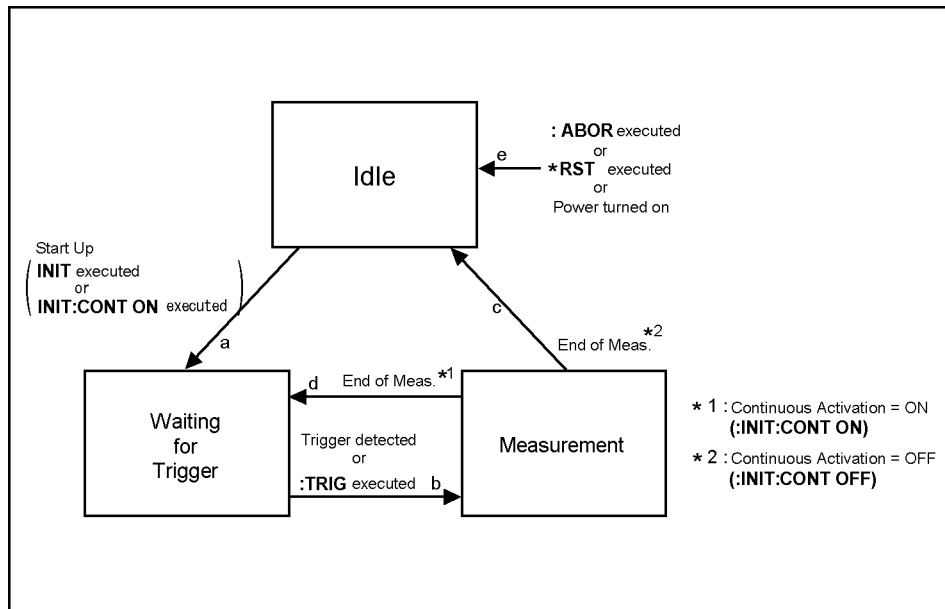 : ABOR executed
or
*RST executed
or
Power turned on
e
Idle
Start Up
INIT executed
or
INIT:CONT ON executed
a
c
End of Meas.*2
d
End of Meas.*1
Waiting
for
Trigger
Trigger detected
or
:TRIG executed
b
Measurement
*1 : Continuous Activation = ON
(:INIT:CONT ON)
*2 : Continuous Activation = OFF
(:INIT:CONT OFF)